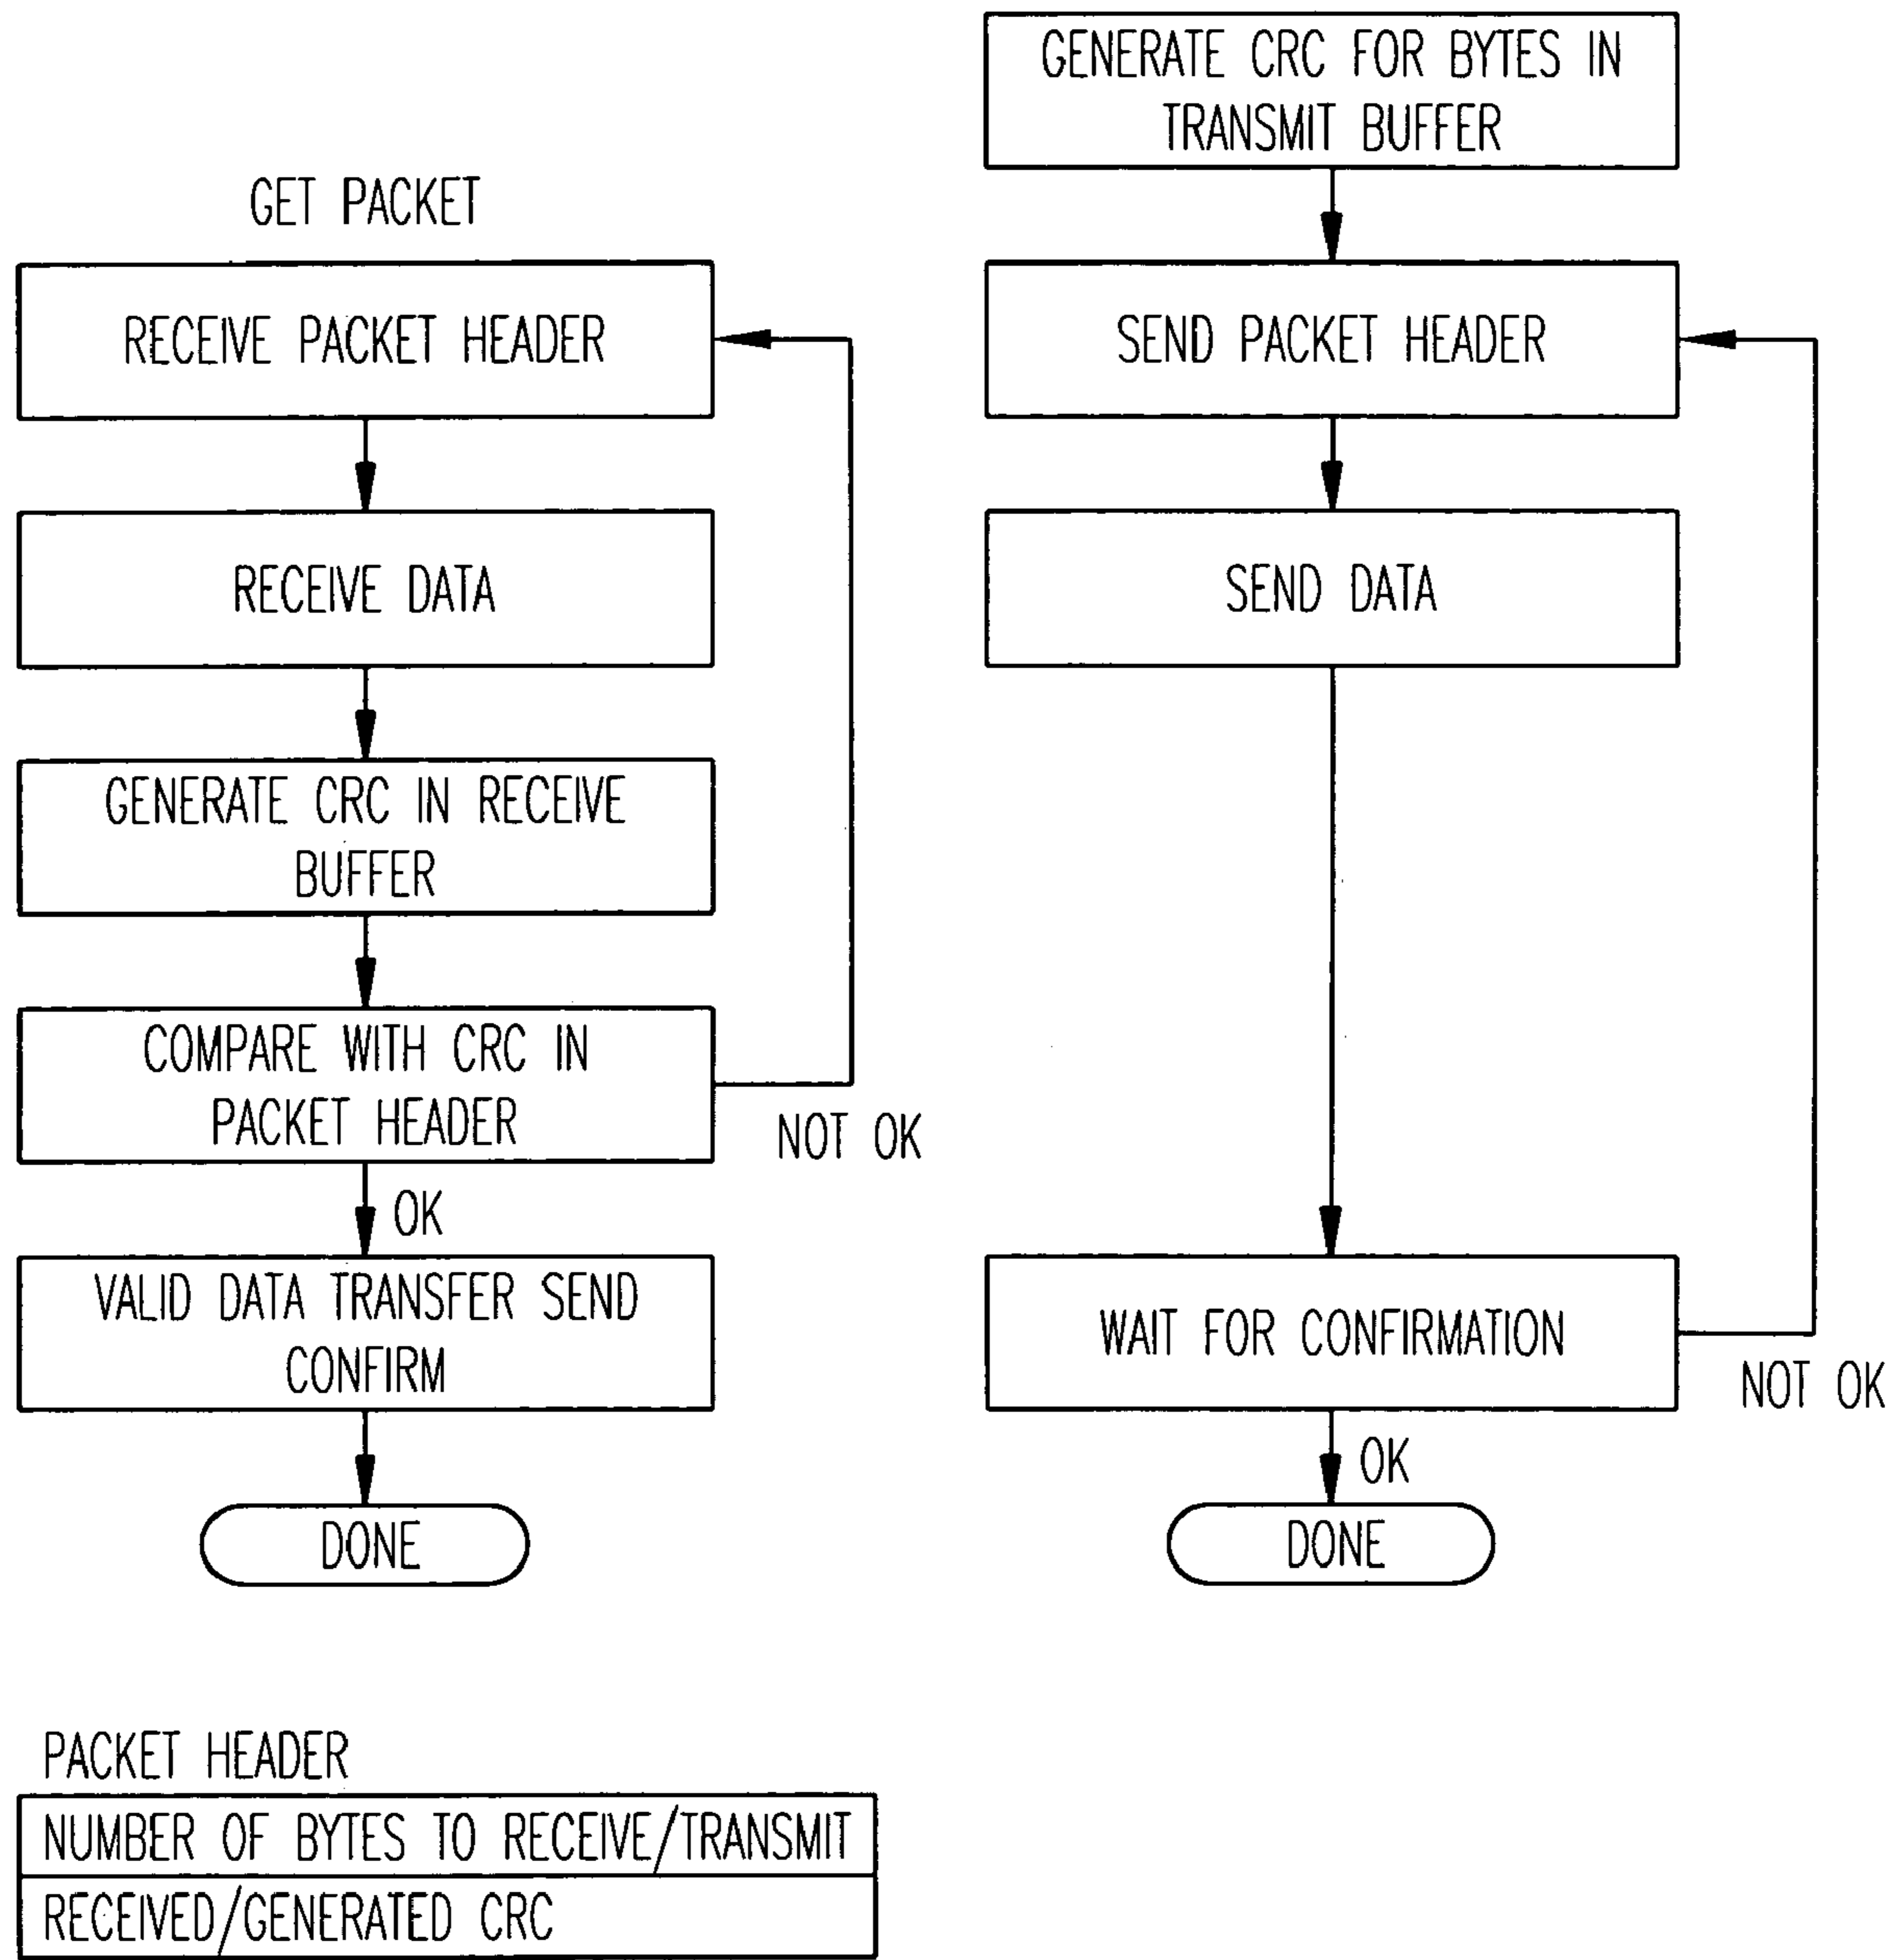 GET PACKET
RECEIVE PACKET HEADER
RECEIVE DATA
GENERATE CRC IN RECEIVE
BUFFER
COMPARE WITH CRC IN
PACKET HEADER
NOT OK
OK
VALID DATA TRANSFER SEND
CONFIRM
DONE
GENERATE CRC FOR BYTES IN
TRANSMIT BUFFER
SEND PACKET HEADER
SEND DATA
WAIT FOR CONFIRMATION
NOT OK
OK
DONE
PACKET HEADER
NUMBER OF BYTES TO RECEIVE/TRANSMIT
RECEIVED/GENERATED CRC